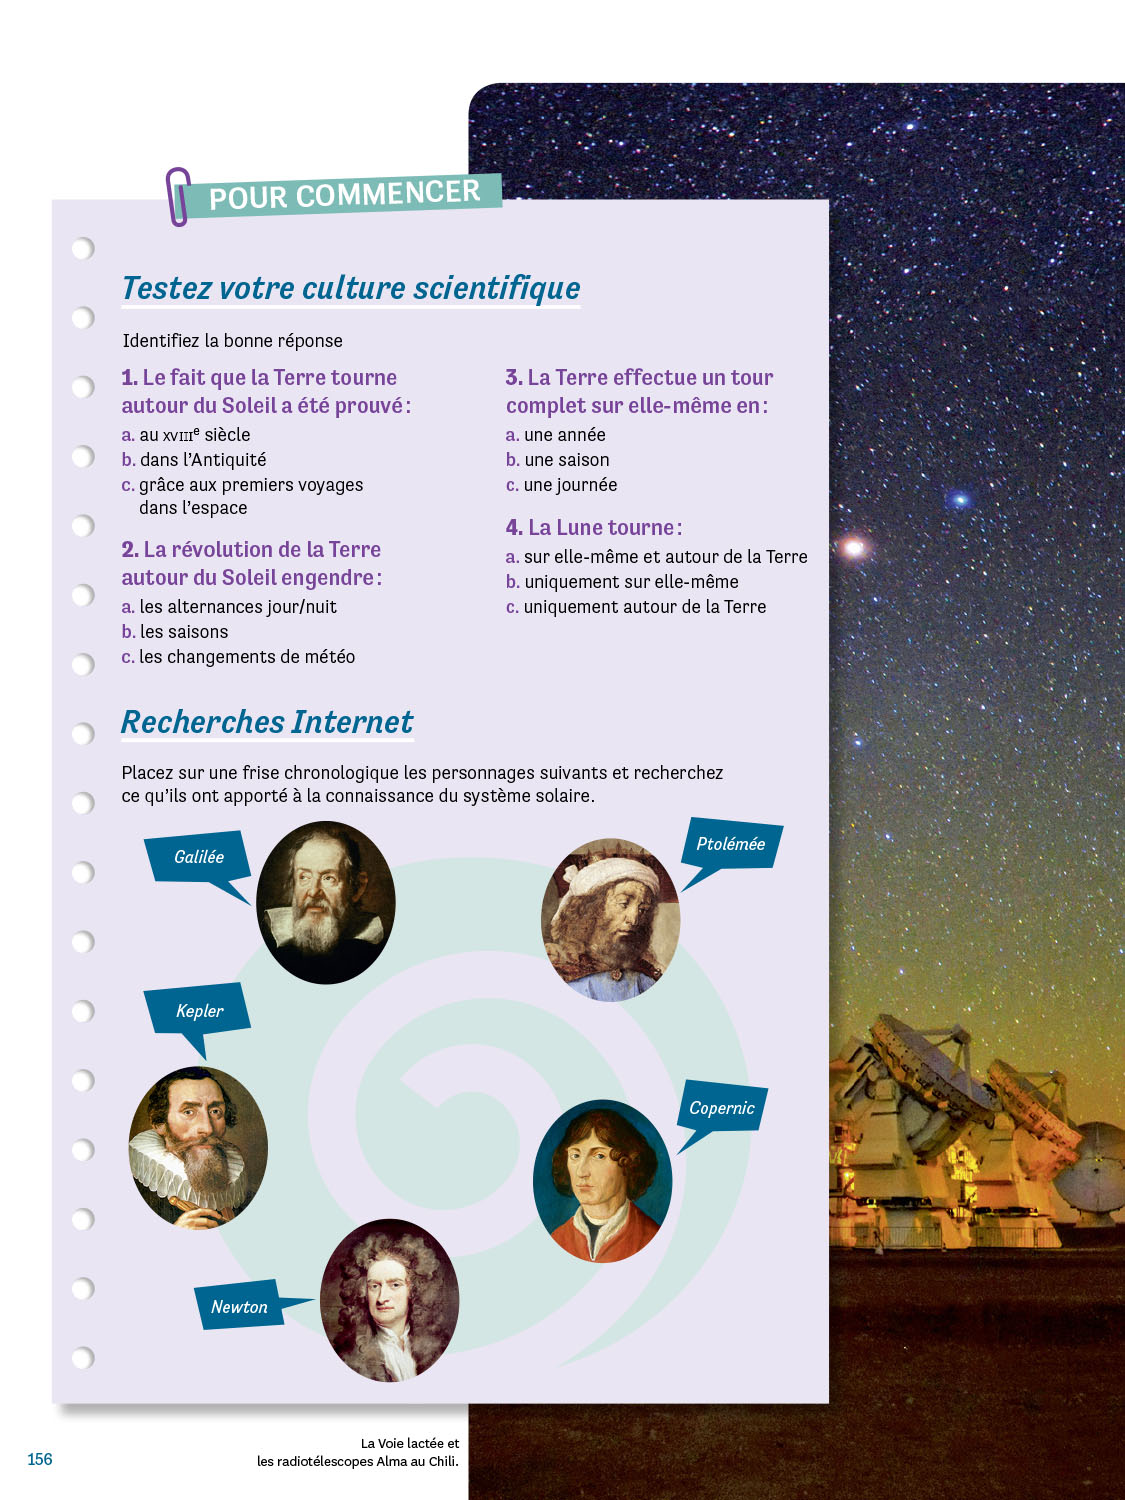 POUR COMMENCER
Testez votre culture scientifique
Identifiez la bonne réponse
1. Le fait que la Terre tourne
autour du Soleil a été prouvé :
a. au XVIIIe siècle
b. dans l'Antiquité
c. grâce aux premiers voyages
dans l'espace
2. La révolution de la Terre
autour du Soleil engendre :
a. les alternances jour/nuit
b. les saisons
c. les changements de météo
3. La Terre effectue un tour
complet sur elle-même en :
a. une année
b. une saison
c. une journée
4. La Lune tourne :
a. sur elle-même et autour de la Terre
b. uniquement sur elle-même
c. uniquement autour de la Terre
Recherches Internet
Placez sur une frise chronologique les personnages suivants et recherchez
ce qu'ils ont apporté à la connaissance du système solaire.
Galilée
Ptolémée
Kepler
Copernic
Newton
La Voie lactée et
les radiotélescopes Alma au Chili.
156